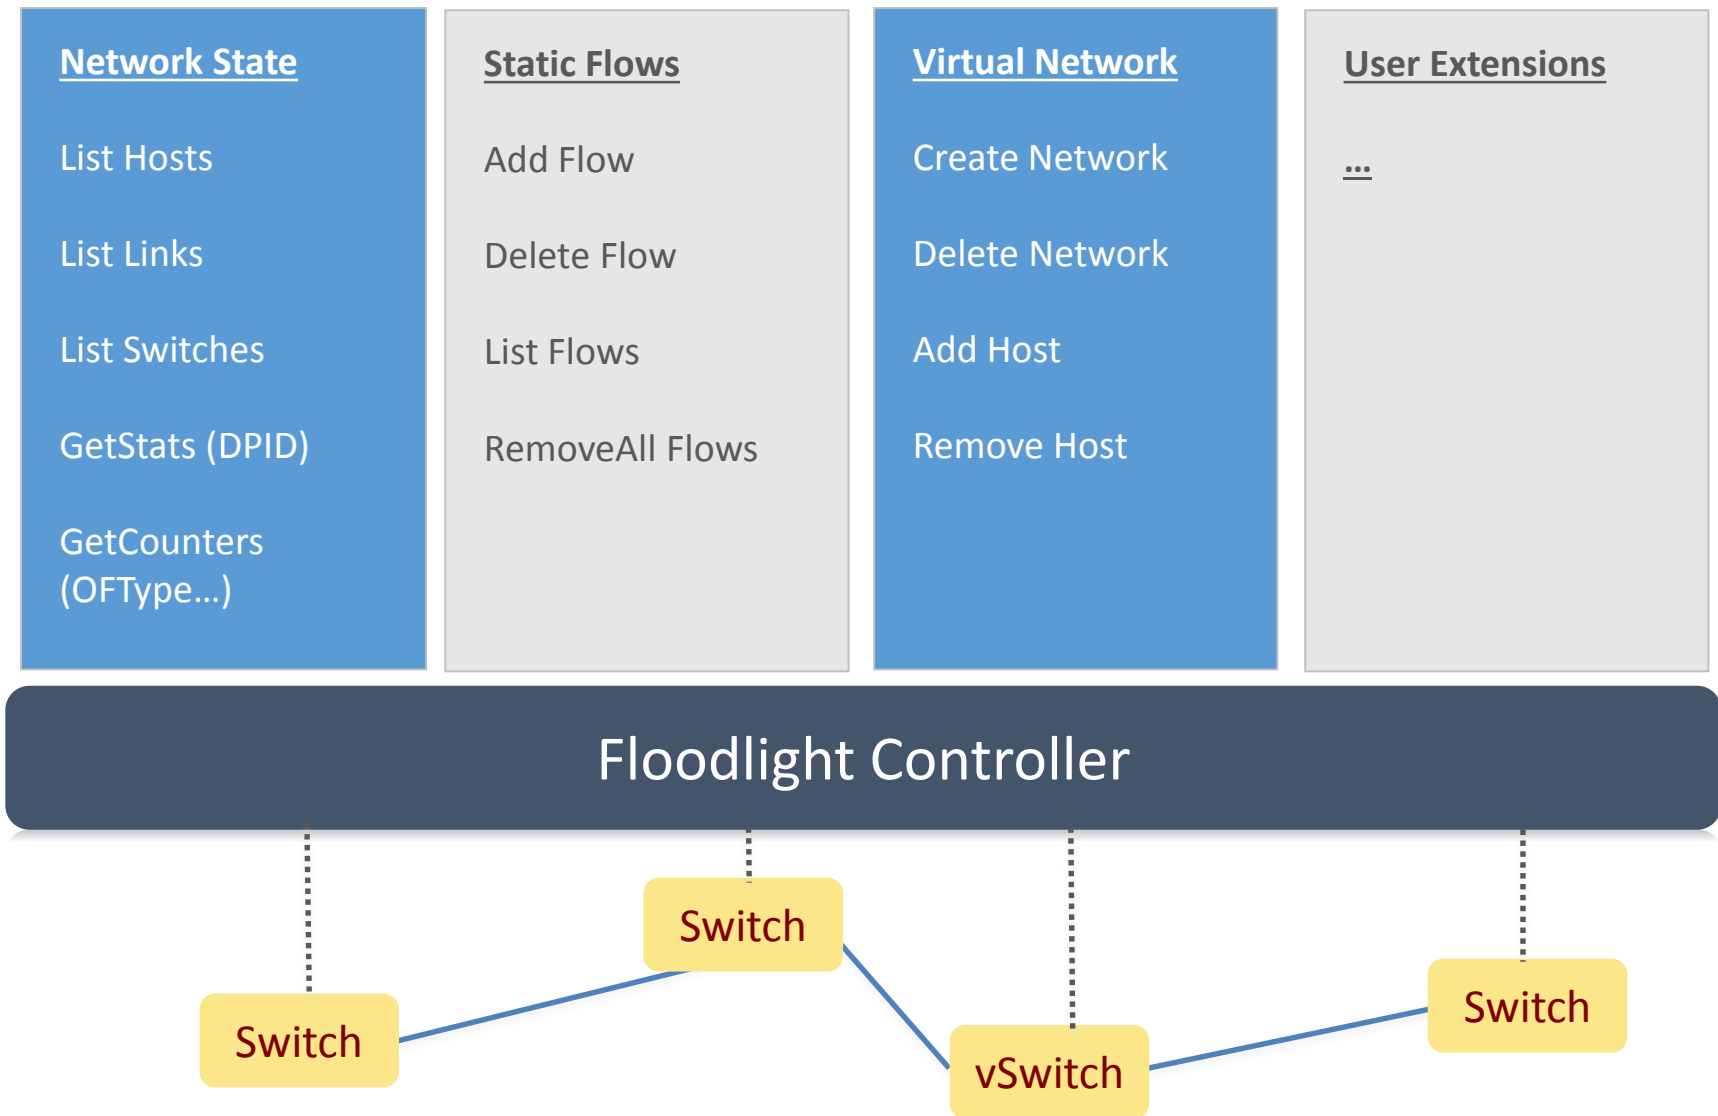 Network State
List Hosts
List Links
List Switches
GetStats (DPID)
GetCounters
(OFType...)
Static Flows
Add Flow
Delete Flow
List Flows
RemoveAll Flows
Virtual Network
Create Network
Delete Network
Add Host
Remove Host
User Extensions
...
Floodlight Controller
Switch
Switch
vSwitch
Switch